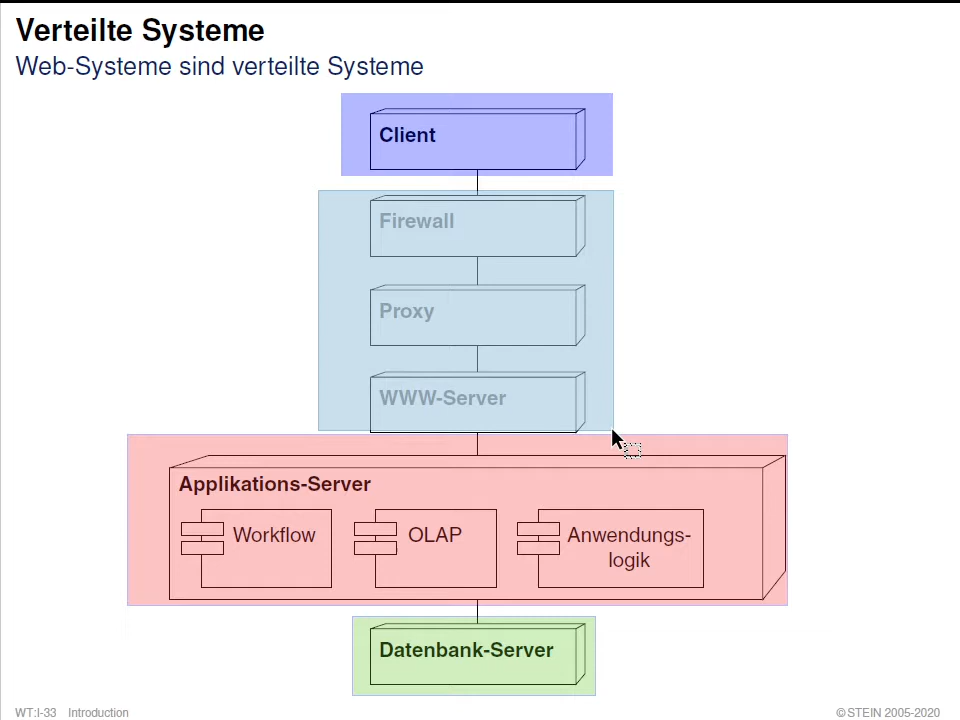 Verteilte Systeme
Web-Systeme sind verteilte Systeme
Client
Firewall
Proxy
WWW-Server
Applikations-Server
Workflow
OLAP
Anwendungs-
logik
Datenbank-Server
WT:I-33 Introduction
© STEIN 2005-2020